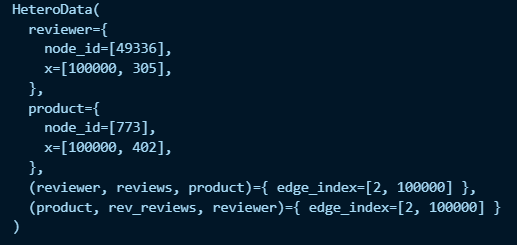 HeteroData(
  reviewer={
    node_id=[49336],
    x=[100000, 305],
  },
  product={
    node_id=[773],
    x=[100000, 402],
  },
  (reviewer, reviews, product)={ edge_index=[2, 100000] },
  (product, rev_reviews, reviewer)={ edge_index=[2, 100000] }
)